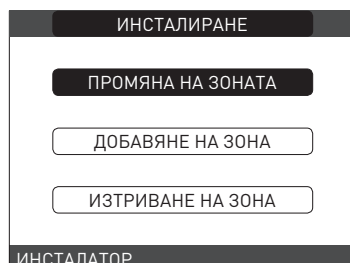 ИНСТАЛИРАНЕ
ПРОМЯНА НА ЗОНАТА
ДОБАВЯНЕ НА ЗОНА
ИЗТРИВАНЕ НА ЗОНА
ИНСТАЛАТОР